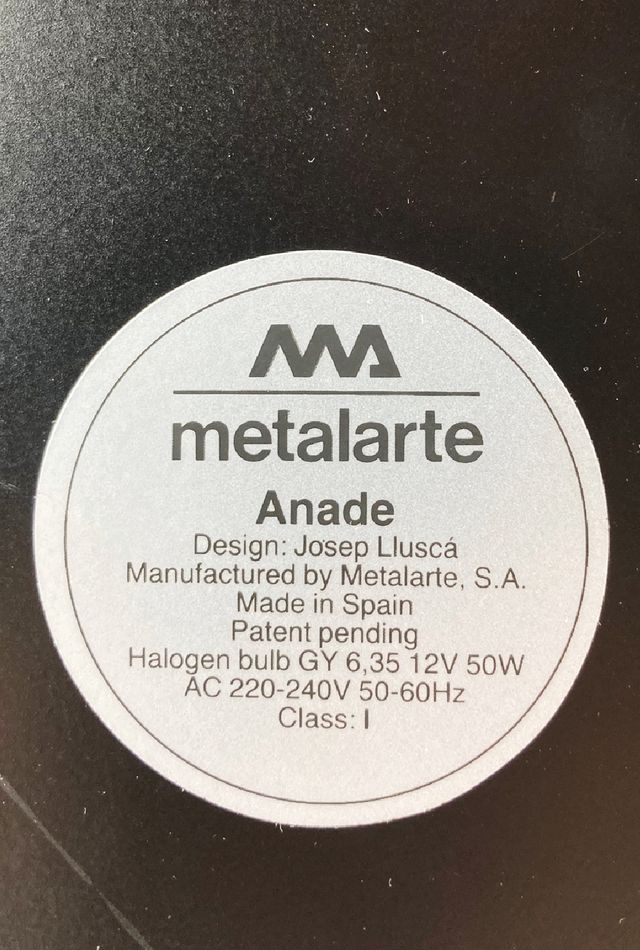 metalarte
Anade
Design: Josep Lluscá
Manufactured by Metalarte, S.A.
Made in Spain
Patent pending
Halogen bulb GY 6,35 12V 50W
AC 220-240V 50-60Hz
Class: I